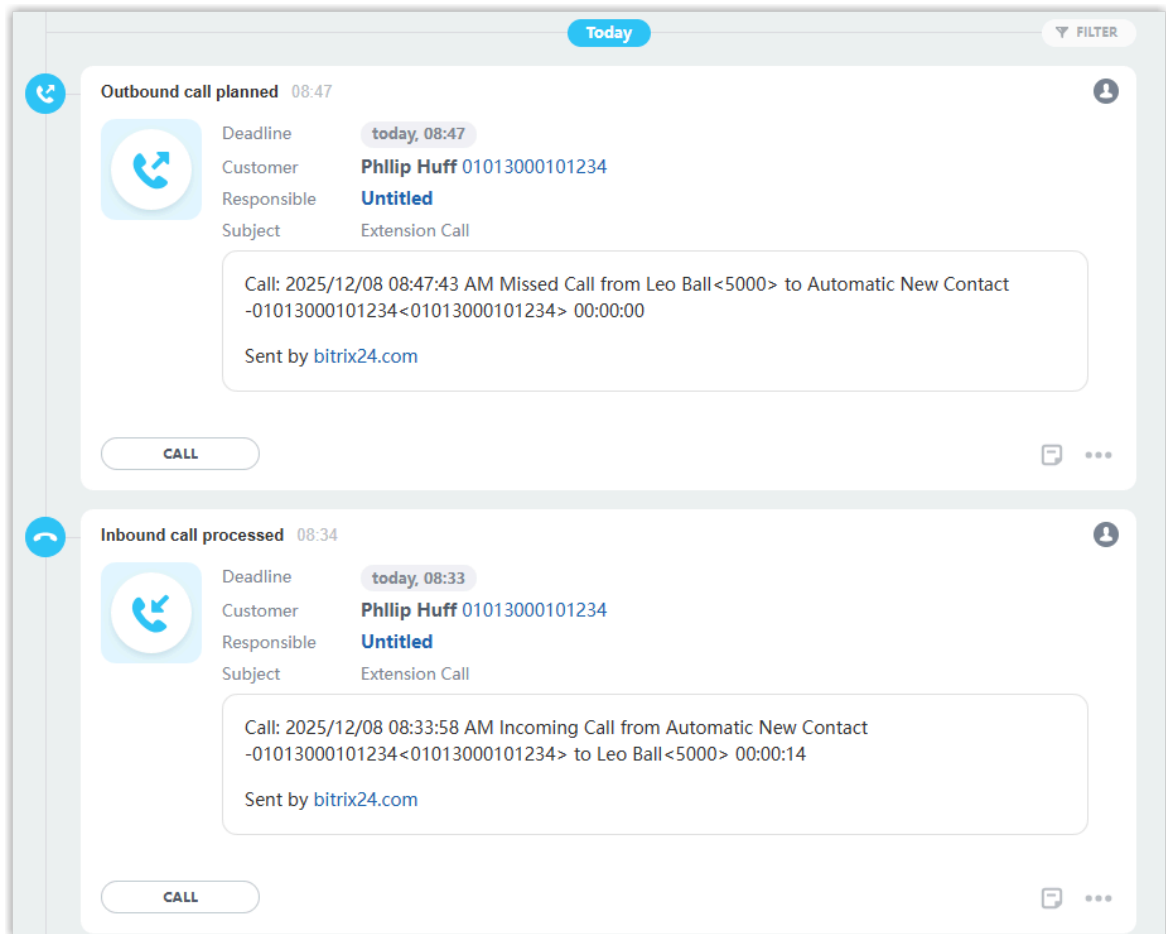 Today
FILTER
Outbound call planned 08:47
Deadline today, 08:47
Customer Phllip Huff 01013000101234
Responsible Untitled
Subject Extension Call
Call: 2025/12/08 08:47:43 AM Missed Call from Leo Ball<5000> to Automatic New Contact
-01013000101234<01013000101234> 00:00:00
Sent by bitrix24.com
CALL
Inbound call processed 08:34
Deadline today, 08:33
Customer Phllip Huff 01013000101234
Responsible Untitled
Subject Extension Call
Call: 2025/12/08 08:33:58 AM Incoming Call from Automatic New Contact
-01013000101234<01013000101234> to Leo Ball<5000> 00:00:14
Sent by bitrix24.com
CALL